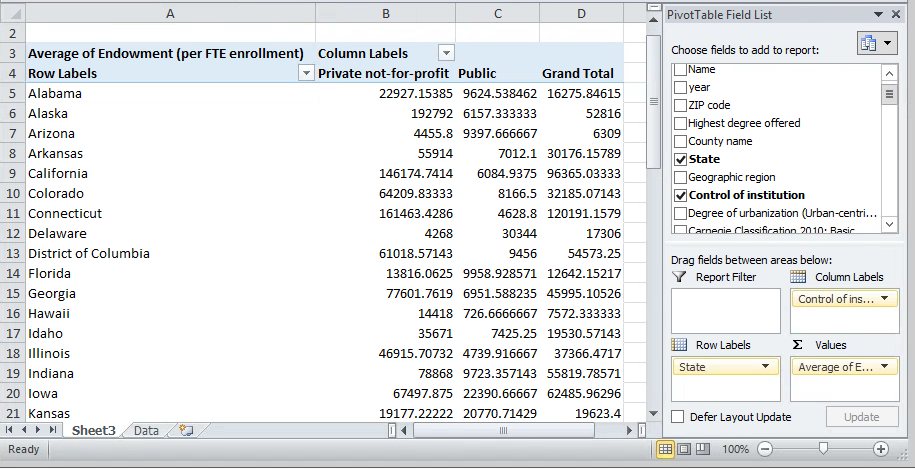 A B C D
2
3 Average of Endowment (per FTE enrollment) Column Labels
4 Row Labels Private not-for-profit Public Grand Total
5 Alabama 22927.15385 9624.538462 16275.84615
6 Alaska 192792 6157.333333 52816
7 Arizona 4455.8 9397.666667 6309
8 Arkansas 55914 7012.1 30176.15789
9 California 146174.7414 6084.9375 96365.03333
10 Colorado 64209.83333 8166.5 32185.07143
11 Connecticut 161463.4286 4628.8 120191.1579
12 Delaware 4268 30344 17306
13 District of Columbia 61018.57143 9456 54573.25
14 Florida 13816.0625 9958.928571 12642.15217
15 Georgia 77601.7619 6951.588235 45995.10526
16 Hawaii 14418 726.6666667 7572.333333
17 Idaho 35671 7425.25 19530.57143
18 Illinois 46915.70732 4739.916667 37366.4717
19 Indiana 78868 9723.357143 55819.78571
20 Iowa 67497.875 22390.66667 62485.96296
21 Kansas 19177.22222 20770.71429 19623.4
Sheet3 Data
Ready 100%
PivotTable Field List
Choose fields to add to report:
Name
year
ZIP code
Highest degree offered
County name
State
Geographic region
Control of institution
Degree of urbanization (Urban-centri...
Carnegie Classification 2010: Basic
Drag fields between areas below:
Report Filter Column Labels
Control of ins...
Row Labels Σ Values
State Average of E...
Defer Layout Update Update